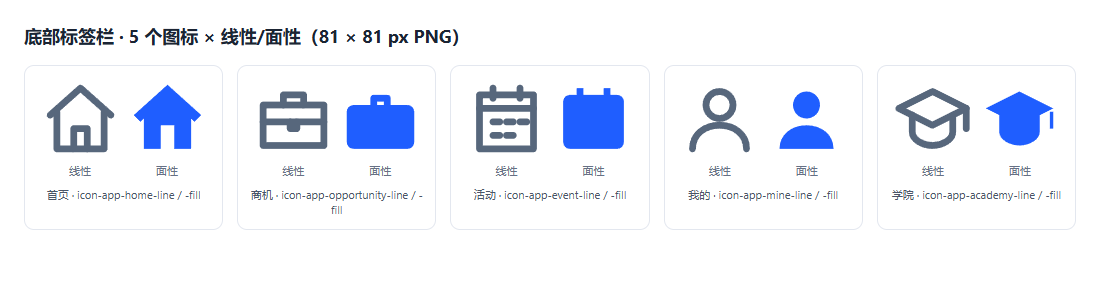 底部标签栏 · 5 个图标 × 线性/面性（81 × 81 px PNG）
线性 面性
首页 · icon-app-home-line / -fill
线性 面性
商机 · icon-app-opportunity-line / -
fill
线性 面性
活动 · icon-app-event-line / -fill
线性 面性
我的 · icon-app-mine-line / -fill
线性 面性
学院 · icon-app-academy-line / -fill